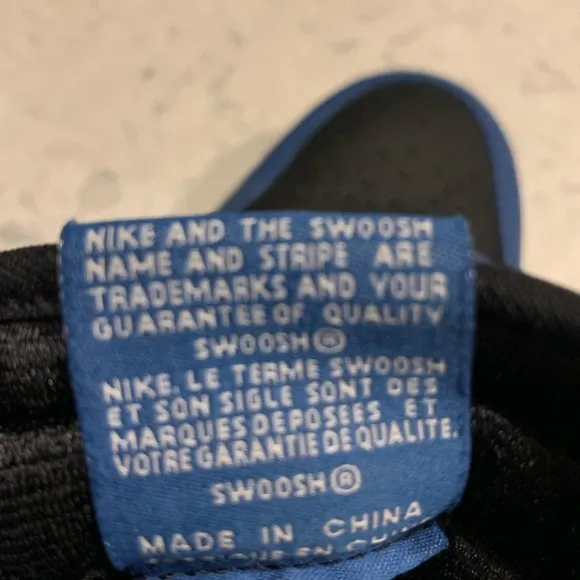 NIKE AND THE SWOOSH
NAME AND STRIPE ARE
TRADEMARKS AND YOUR
GUARANTEE OF QUALITY
SWOOSH®
NIKE. LE TERME SWOOSH
ET SON SIGLE SONT DES
MARQUES DEPOSEES ET
VOTRE GARANTIE DE QUALITE.
SWOOSH®
MADE IN CHINA
EN